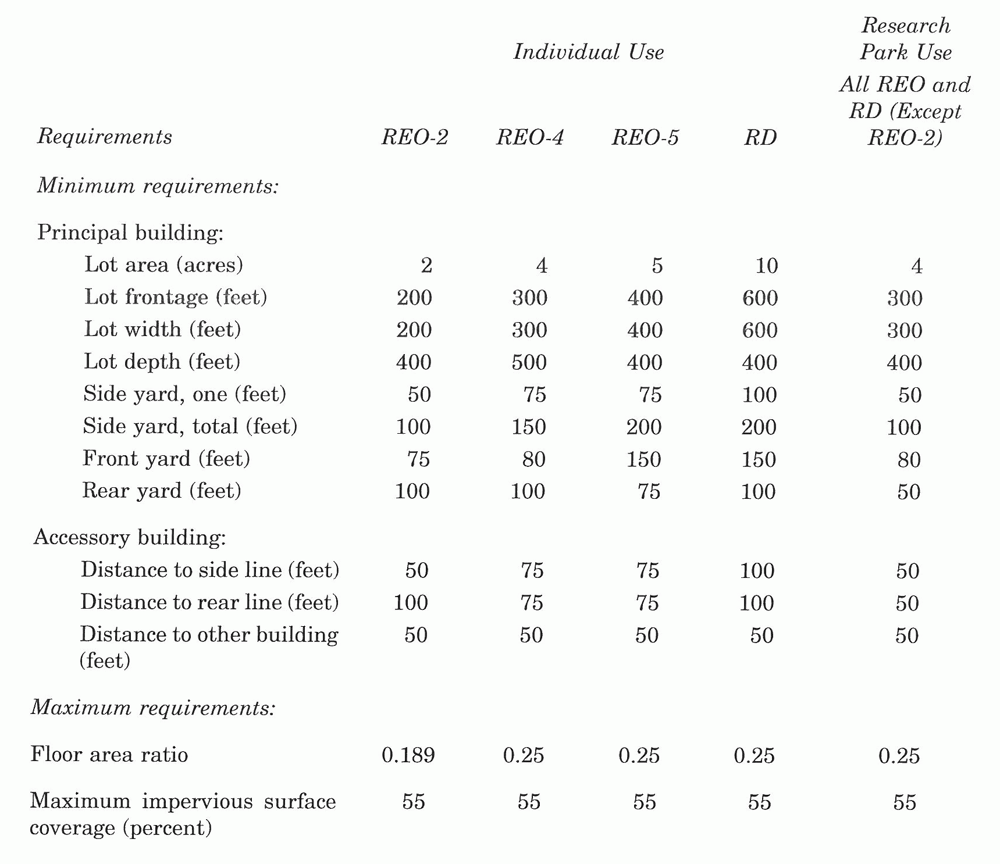 Research
Individual Use Park Use
All REO and
RD (Except
Requirements REO-2 REO-4 REO-5 RD REO-2)
Minimum requirements:
Principal building:
Lot area (acres) 2 4 5 10 4
Lot frontage (feet) 200 300 400 600 300
Lot width (feet) 200 300 400 600 300
Lot depth (feet) 400 500 400 400 400
Side yard, one (feet) 50 75 75 100 50
Side yard, total (feet) 100 150 200 200 100
Front yard (feet) 75 80 150 150 80
Rear yard (feet) 100 100 75 100 50
Accessory building:
Distance to side line (feet) 50 75 75 100 50
Distance to rear line (feet) 100 75 75 100 50
Distance to other building 50 50 50 50 50
(feet)
Maximum requirements:
Floor area ratio 0.189 0.25 0.25 0.25 0.25
Maximum impervious surface 55 55 55 55 55
coverage (percent)